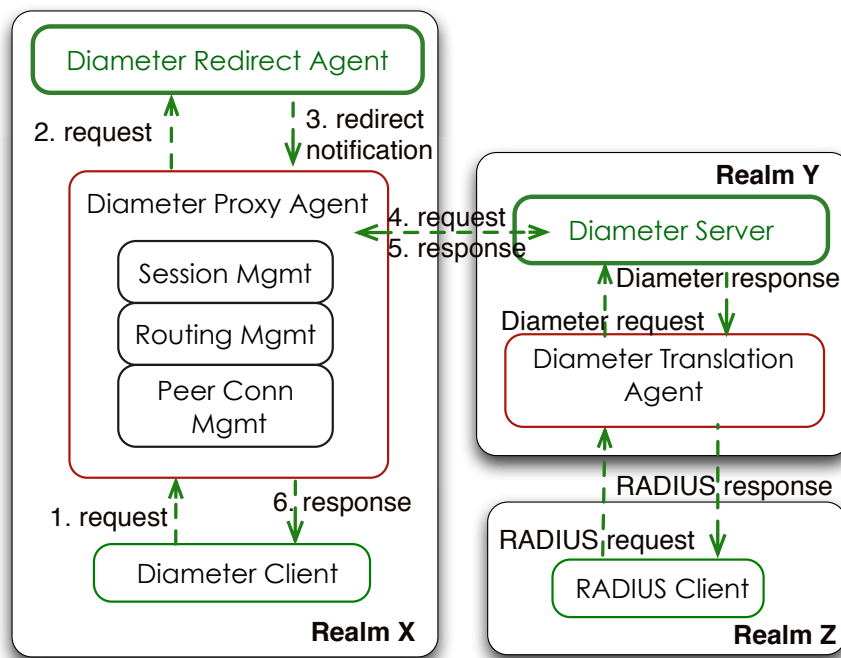 Diameter Redirect Agent
2. request
3. redirect
notification
Diameter Proxy Agent
Session Mgmt
Routing Mgmt
Peer Conn
Mgmt
4. request
5. response
1. request
6. response
Diameter Client
Realm X
Realm Y
Diameter Server
Diameter response
Diameter request
Diameter Translation
Agent
RADIUS response
RADIUS request
RADIUS Client
Realm Z